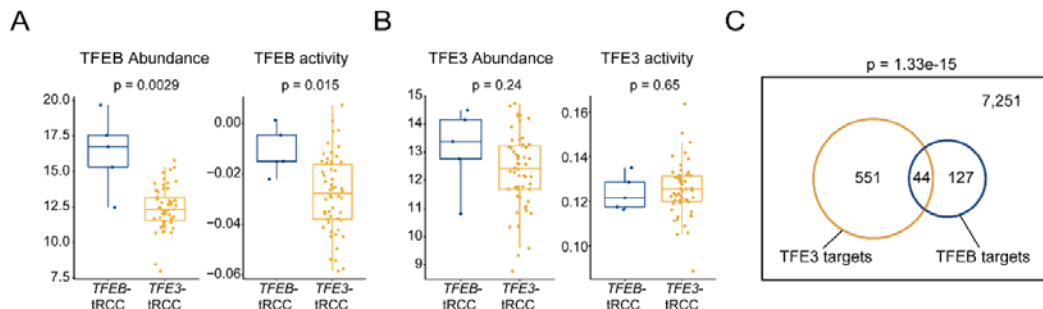 A
B
C
TFEB Abundance
TFEB activity
TFE3 Abundance
TFE3 activity
p = 0.0029
p = 0.015
p = 0.24
p = 0.65
p = 1.33e-15
20.0
17.5
15.0
12.5
10.0
7.5
0.00
−0.02
−0.04
−0.06
15
14
13
12
11
10
9
0.16
0.14
0.12
0.10
7,251
551
44
127
TFE3 targets
TFEB targets
TFEB-
tRCC
TFE3-
tRCC
TFEB-
tRCC
TFE3-
tRCC
TFEB-
tRCC
TFE3-
tRCC
TFEB-
tRCC
TFE3-
tRCC